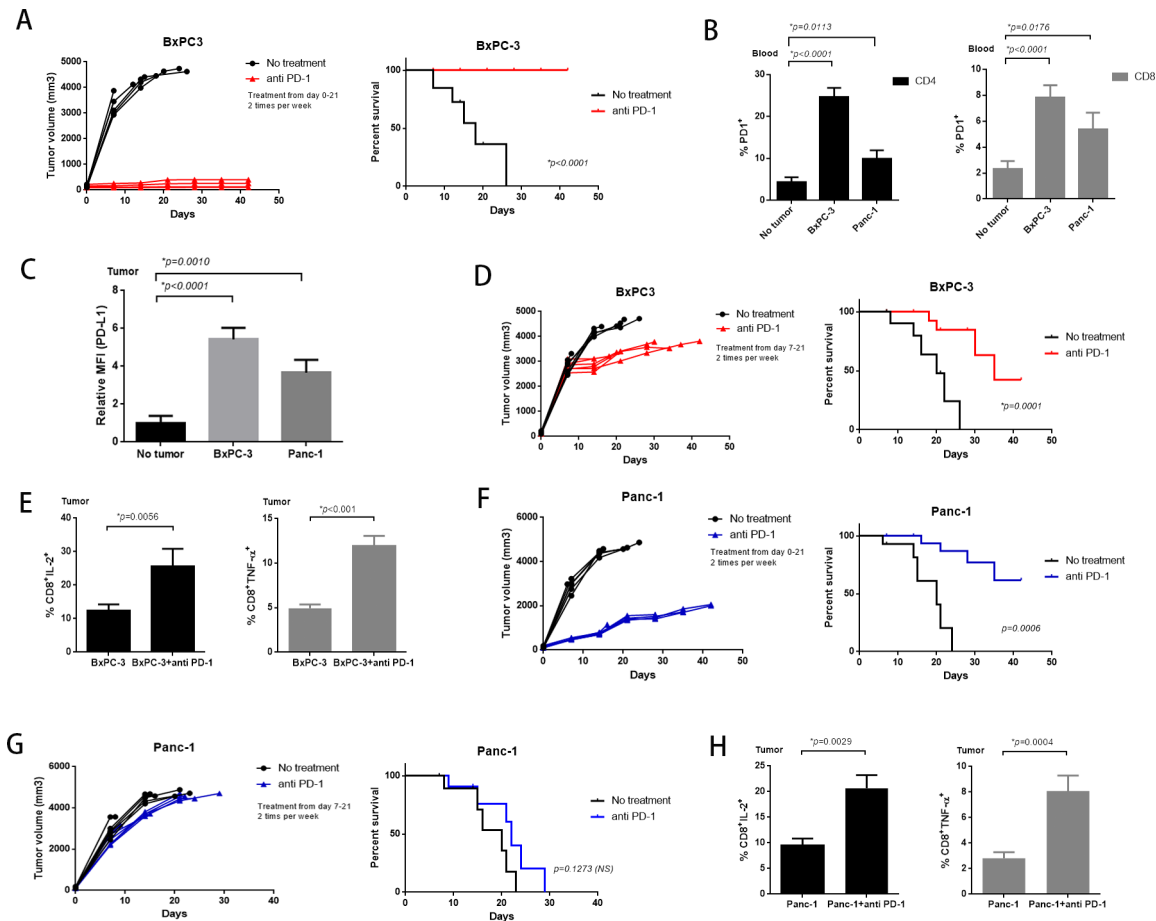 A
BxPC3
Tumor volume (mm3)
5000
4000
3000
2000
1000
0
0 10 20 30 40 50
Days
No treatment
anti PD-1
Treatment from day 0-21
2 times per week
BxPC-3
Percent survival
100
50
0
0 10 20 30 40 50
Days
No treatment
anti PD-1
*p<0.0001
B
*p=0.0113
Blood
*p<0.0001
CD4
% PD1+
30
20
10
0
No tumor
BxPC-3
Panc-1
*p=0.0176
Blood
*p<0.0001
CD8
% PD1+
10
8
6
4
2
0
No tumor
BxPC-3
Panc-1
C
Tumor
*p=0.0010
*p<0.0001
Relative MFI (PD-L1)
8
6
4
2
0
No tumor BxPC-3 Panc-1
D
BxPC3
Tumor volume (mm3)
5000
4000
3000
2000
1000
0
0 10 20 30 40 50
Days
No treatment
anti PD-1
Treatment from day 7-21
2 times per week
BxPC-3
Percent survival
100
50
0
0 10 20 30 40 50
Days
No treatment
anti PD-1
*p=0.0001
E
Tumor
*p=0.0056
% CD8+IL-2+
40
30
20
10
0
BxPC-3 BxPC-3+anti PD-1
Tumor
*p<0.001
% CD8+TNF-α+
15
10
5
0
BxPC-3 BxPC-3+anti PD-1
F
Panc-1
Tumor volume (mm3)
6000
4000
2000
0
0 10 20 30 40 50
Days
No treatment
anti PD-1
Treatment from day 0-21
2 times per week
Panc-1
Percent survival
100
50
0
0 10 20 30 40 50
Days
No treatment
anti PD-1
p=0.0006
G
Panc-1
Tumor volume (mm3)
6000
4000
2000
0
0 10 20 30 40
Days
No treatment
anti PD-1
Treatment from day 7-21
2 times per week
Panc-1
Percent survival
100
50
0
0 10 20 30 40
Days
No treatment
anti PD-1
p=0.1273 (NS)
H
Tumor
*p=0.0029
% CD8+IL-2+
25
20
15
10
5
0
Panc-1 Panc-1+anti PD-1
Tumor
*p=0.0004
% CD8+TNF-α+
10
8
6
4
2
0
Panc-1 Panc-1+anti PD-1